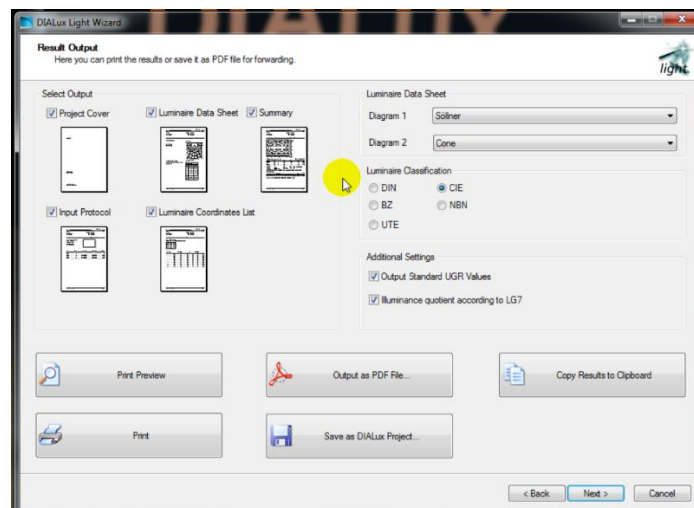 DIALUX
DIALux Light Wizard
Result Output
Here you can print the results or save it as PDF file for forwarding.
light
Select Output
Project Cover
Luminaire Data Sheet
Summary
Input Protocol
Luminaire Coordinates List
Luminaire Data Sheet
Diagram 1
Söllner
Diagram 2
Cone
Luminaire Classification
DIN
CIE
BZ
NBN
UTE
Additional Settings
Output Standard UGR Values
Illuminance quotient according to LG7
Print Preview
Output as PDF File...
Copy Results to Clipboard
Print
Save as DIALux Project...
< Back
Next >
Cancel